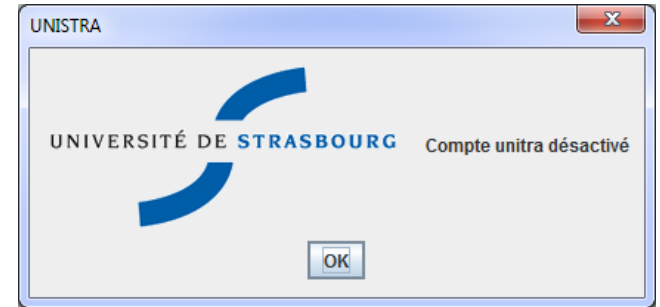 UNISTRA
UNIVERSITÉ DE STRASBOURG
Compte unitra désactivé
OK